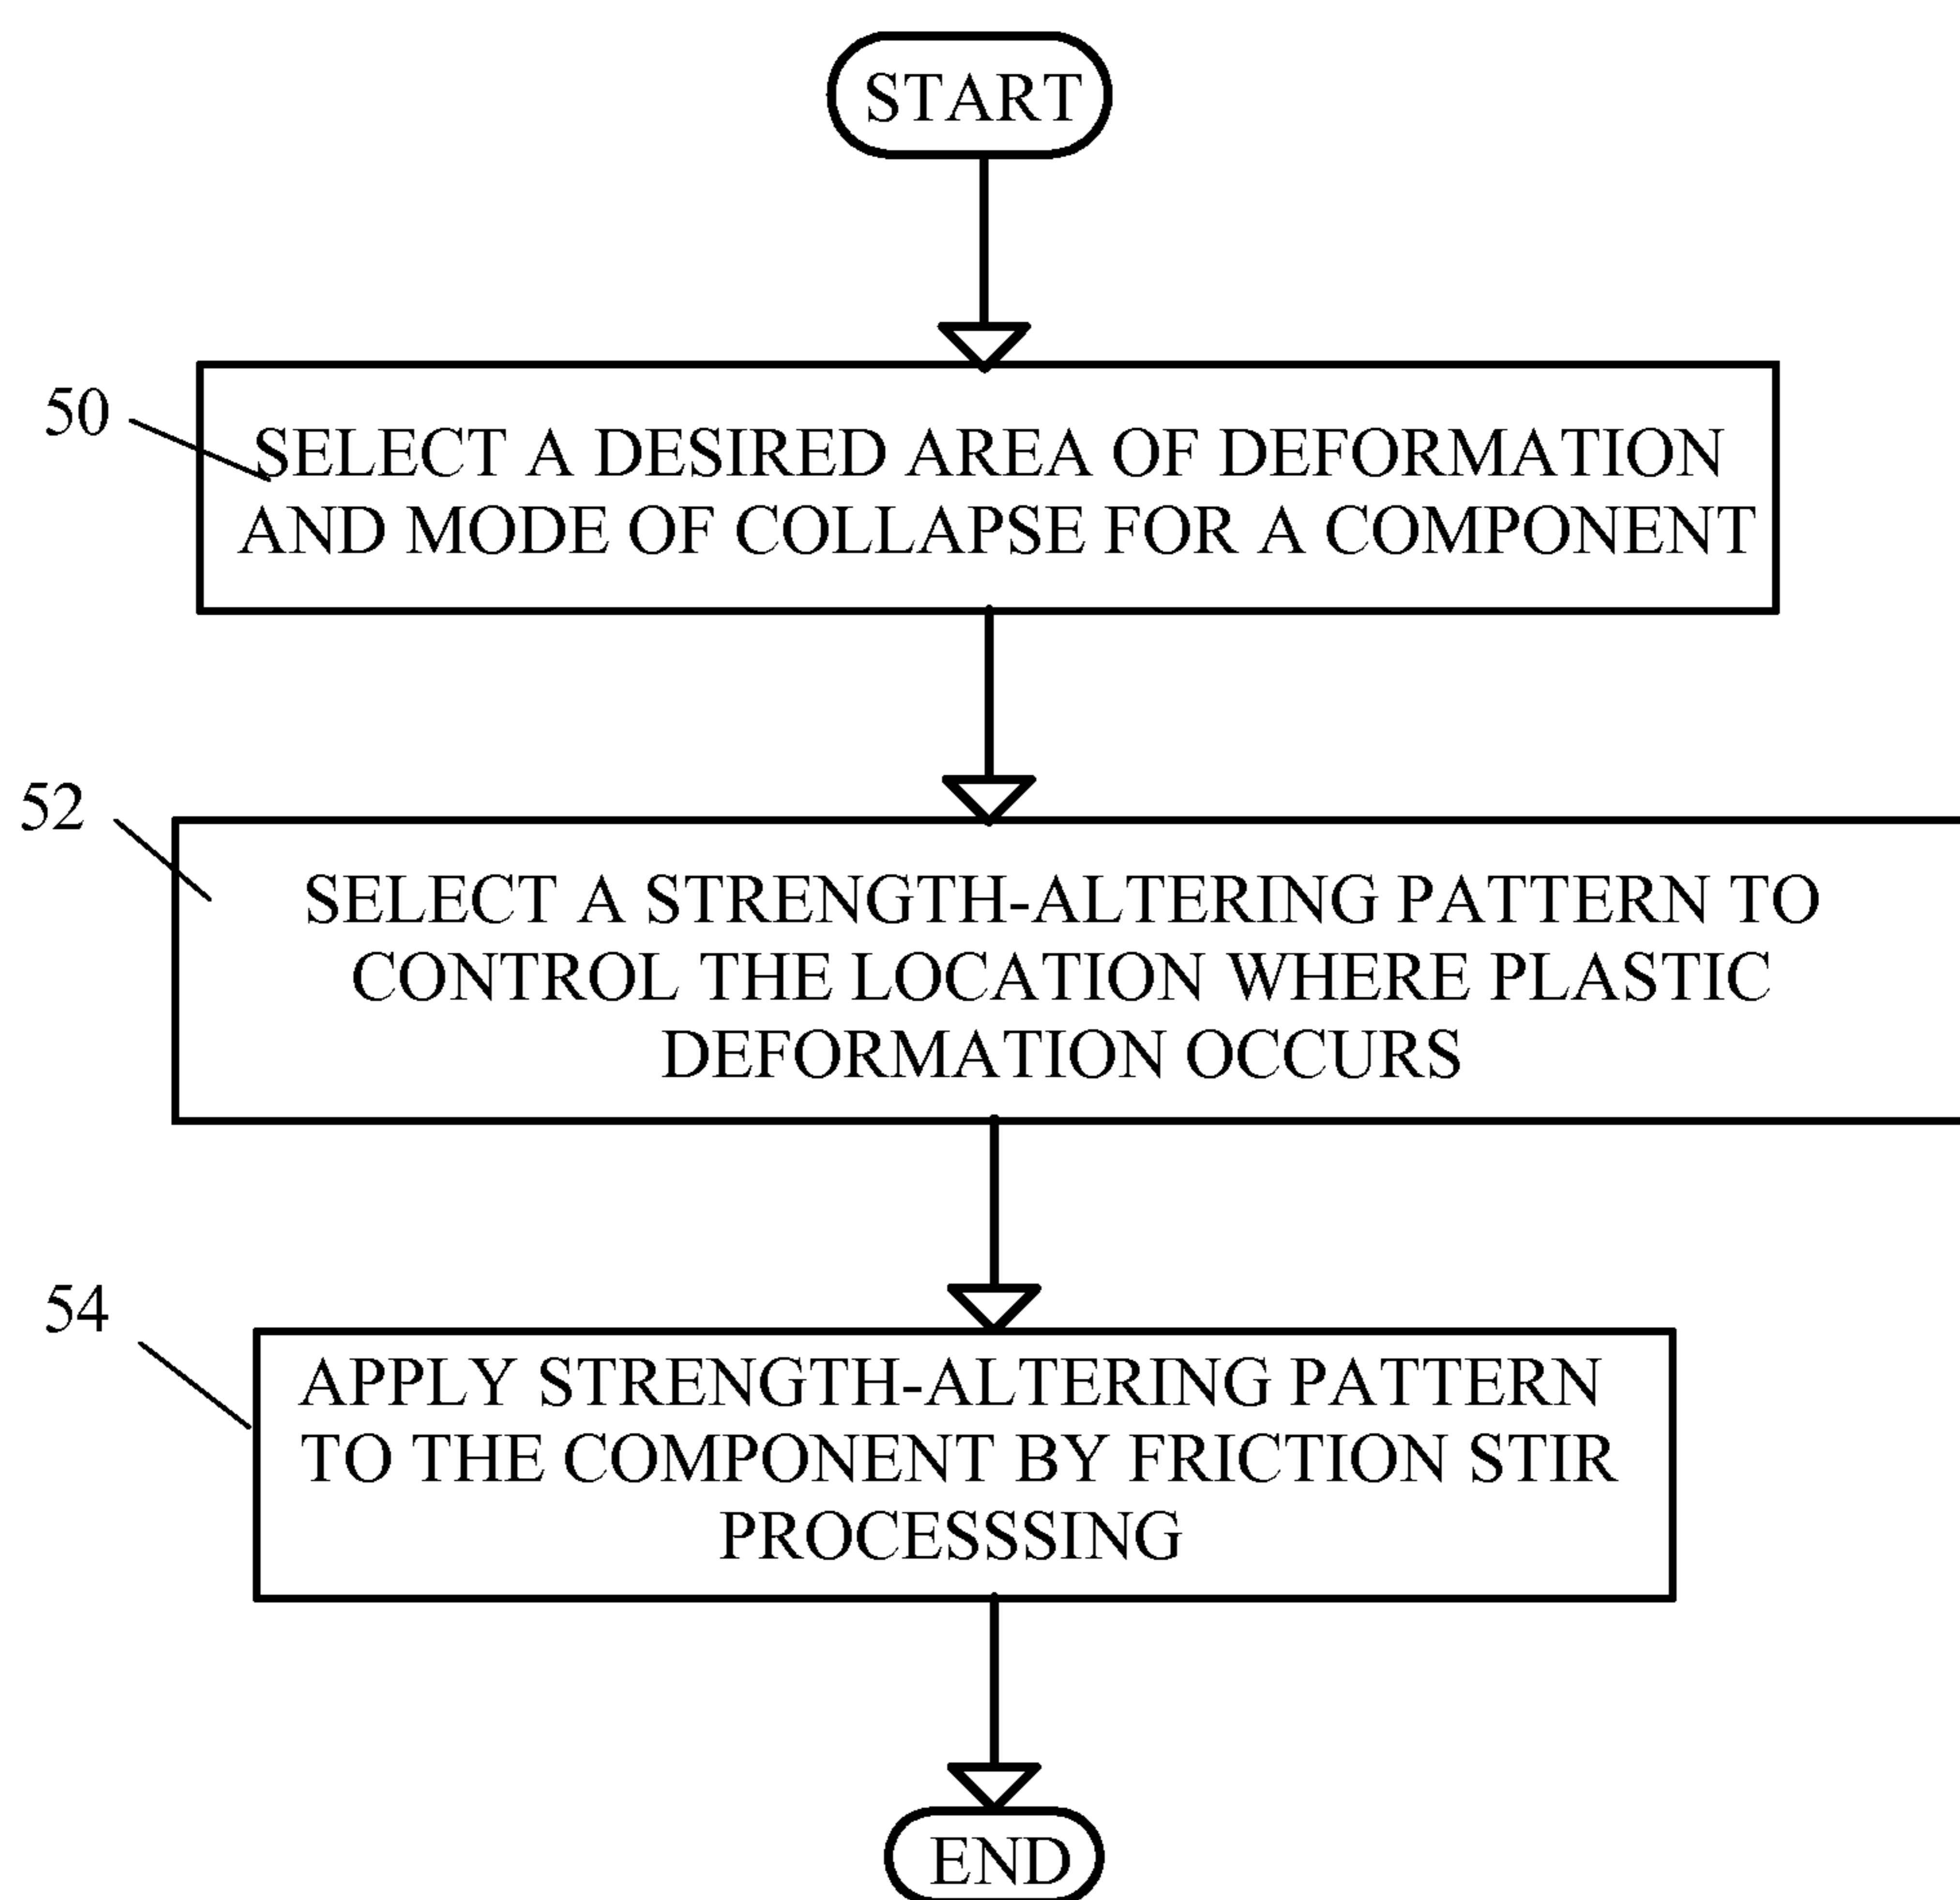 START
50
SELECT A DESIRED AREA OF DEFORMATION
AND MODE OF COLLAPSE FOR A COMPONENT
52
SELECT A STRENGTH-ALTERING PATTERN TO
CONTROL THE LOCATION WHERE PLASTIC
DEFORMATION OCCURS
54
APPLY STRENGTH-ALTERING PATTERN
TO THE COMPONENT BY FRICTION STIR
PROCESSSING
END